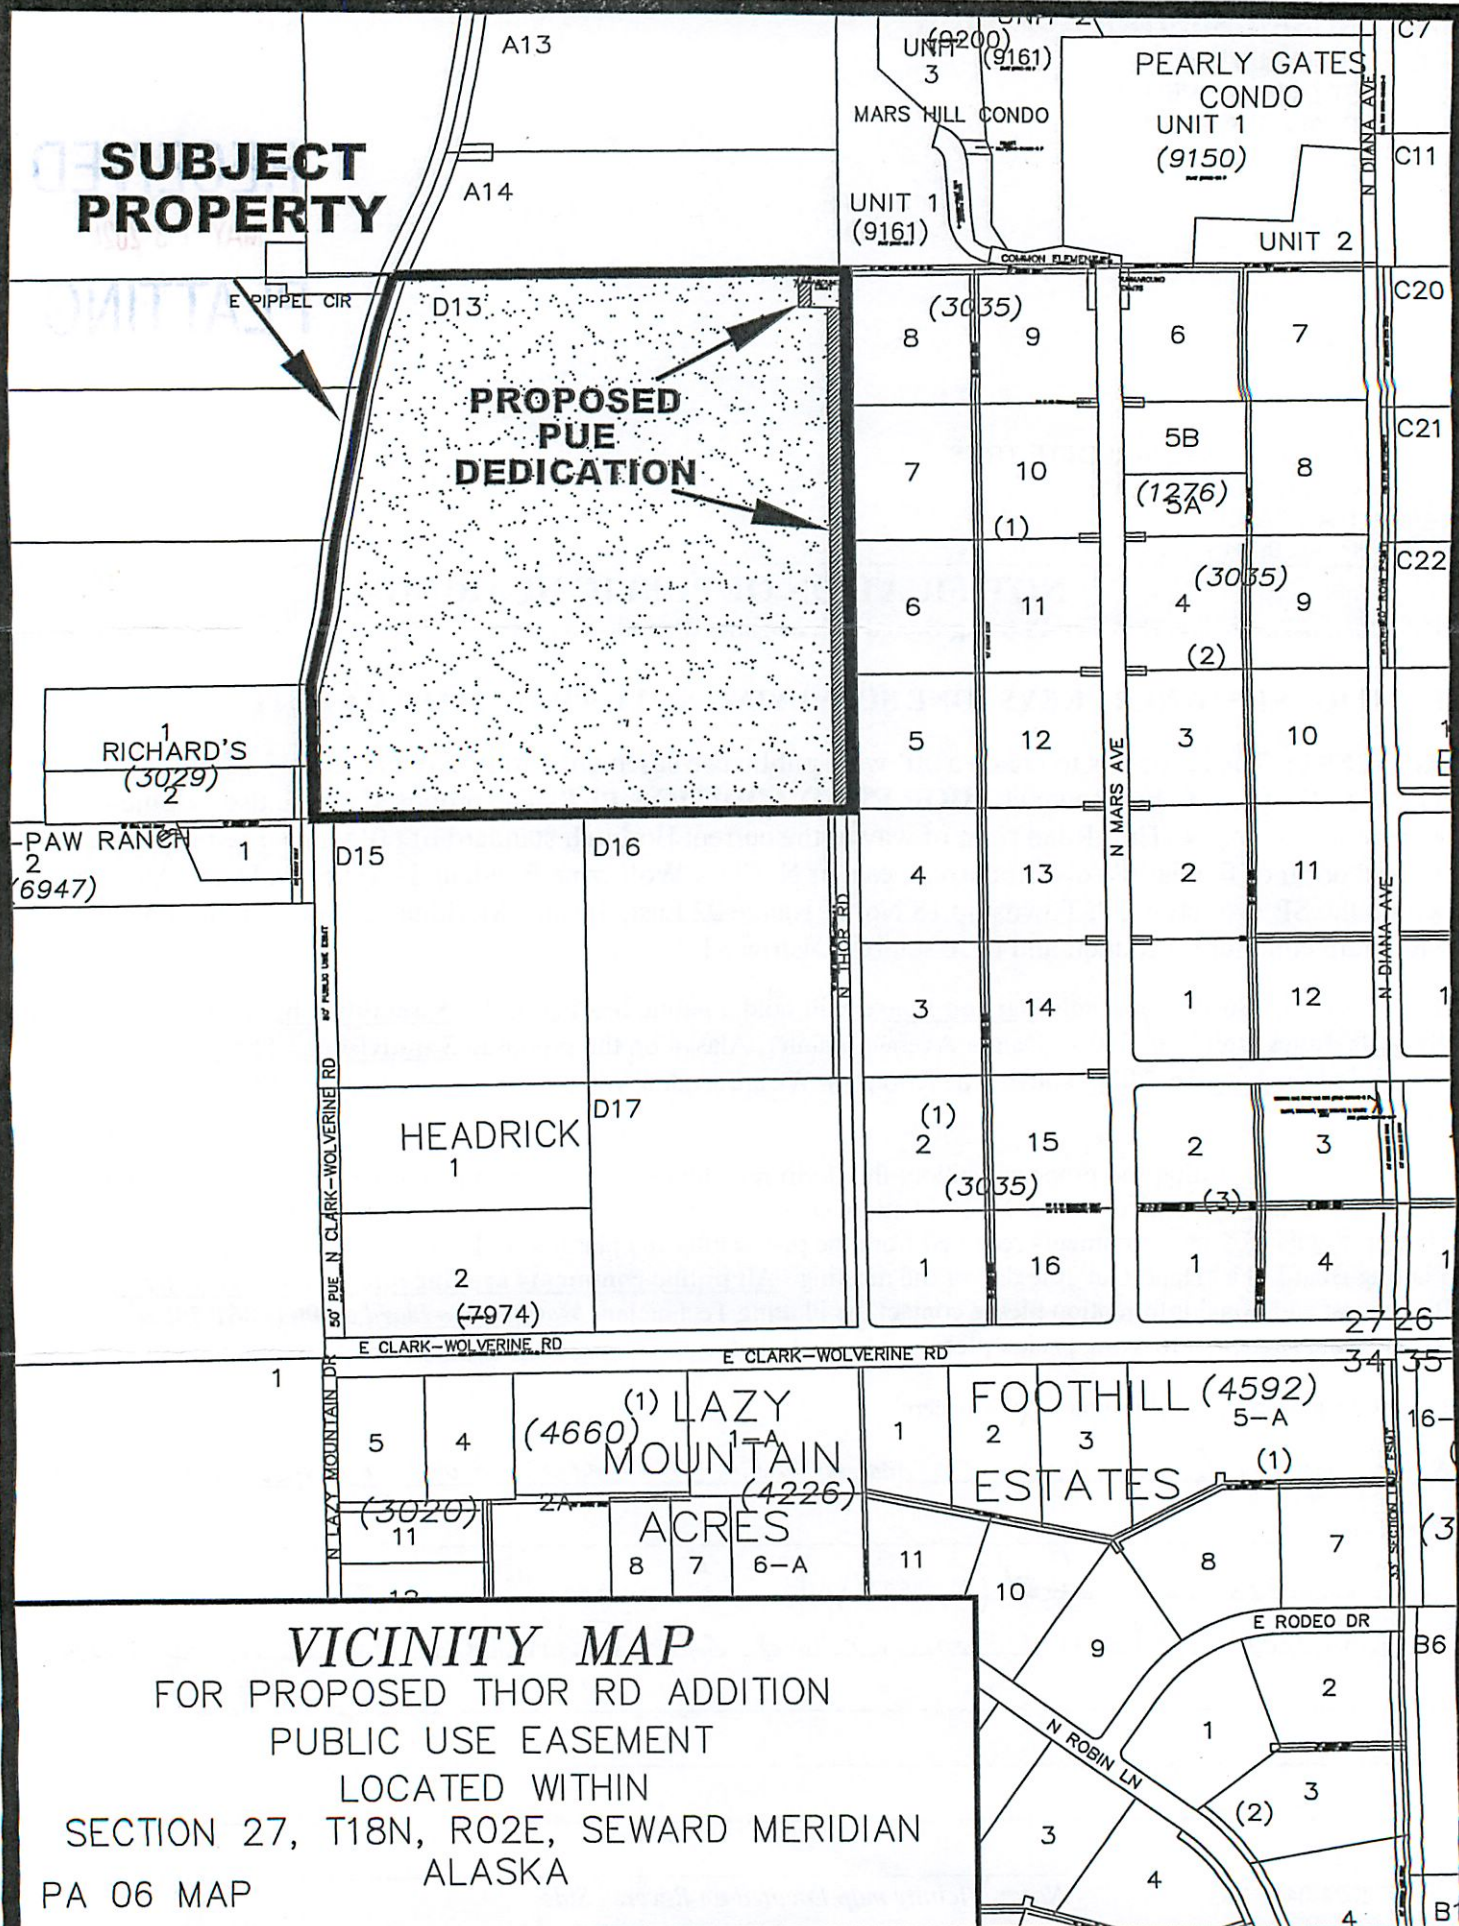 A13
UNIT 2
(9200)
UNIT
3
(9161)
C7
PEARLY GATES
CONDO
UNIT 1
(9150)
MARS HILL CONDO
N DIANA AVE
C11
SUBJECT
PROPERTY
A14
UNIT 1
(9161)
UNIT 2
COMMON ELEMENT
E PIPPEL CIR
D13
(3035)
8
9
6
7
C20
PROPOSED
PUE
DEDICATION
5B
C21
7
10
8
(1276)
5A
(1)
C22
(3035)
6
11
4
9
(2)
1
RICHARD'S
(3029)
2
5
12
N MARS AVE
3
10
-PAW RANCH
2
(6947)
1
D15
D16
4
13
2
11
N THOR RD
N DIANA AVE
50' PUBLIC USE ESMT
3
14
1
12
D17
HEADRICK
1
(1)
2
15
2
3
(3035)
(3)
50' PUE N CLARK-WOLVERINE RD
2
(7974)
1
16
1
4
27 26
E CLARK-WOLVERINE RD
E CLARK-WOLVERINE RD
34 35
1
N LAZY MOUNTAIN DR
5
4
(4660)
(1)
LAZY
1-A
MOUNTAIN
(4226)
ACRES
1
2
3
FOOTHILL
ESTATES
(4592)
5-A
(1)
16-
(3020)
11
2A
8
7
6-A
11
10
8
7
33' SECTION LINE ESMT
(3
12
E RODEO DR
9
B6
2
N ROBIN LN
1
3
(2)
3
4
4
B1
VICINITY MAP
FOR PROPOSED THOR RD ADDITION
PUBLIC USE EASEMENT
LOCATED WITHIN
SECTION 27, T18N, R02E, SEWARD MERIDIAN
ALASKA
PA 06 MAP